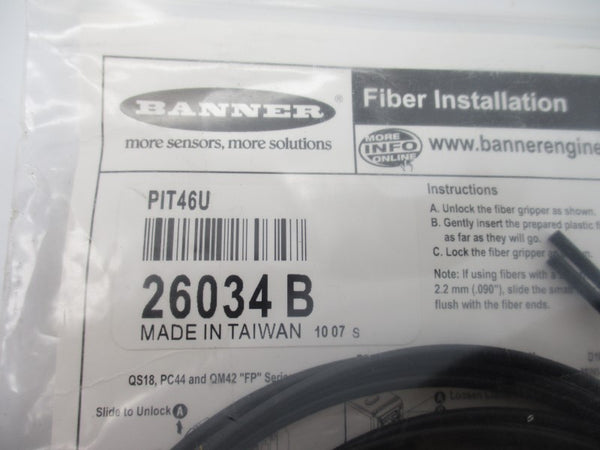 BANNER ®
more sensors, more solutions
Fiber Installation
MORE
INFO
ONLINE
www.bannerengine
PIT46U
26034 B
MADE IN TAIWAN 10 07 S
Instructions
A. Unlock the fiber gripper as shown.
B. Gently insert the prepared plastic
as far as they will go.
C. Lock the fiber gripper
Note: If using fibers with a
2.2 mm (.090"), slide the
flush with the fiber ends.
QS18, PC44 and QM42 "FP"
Slide to Unlock A
Loosen
A